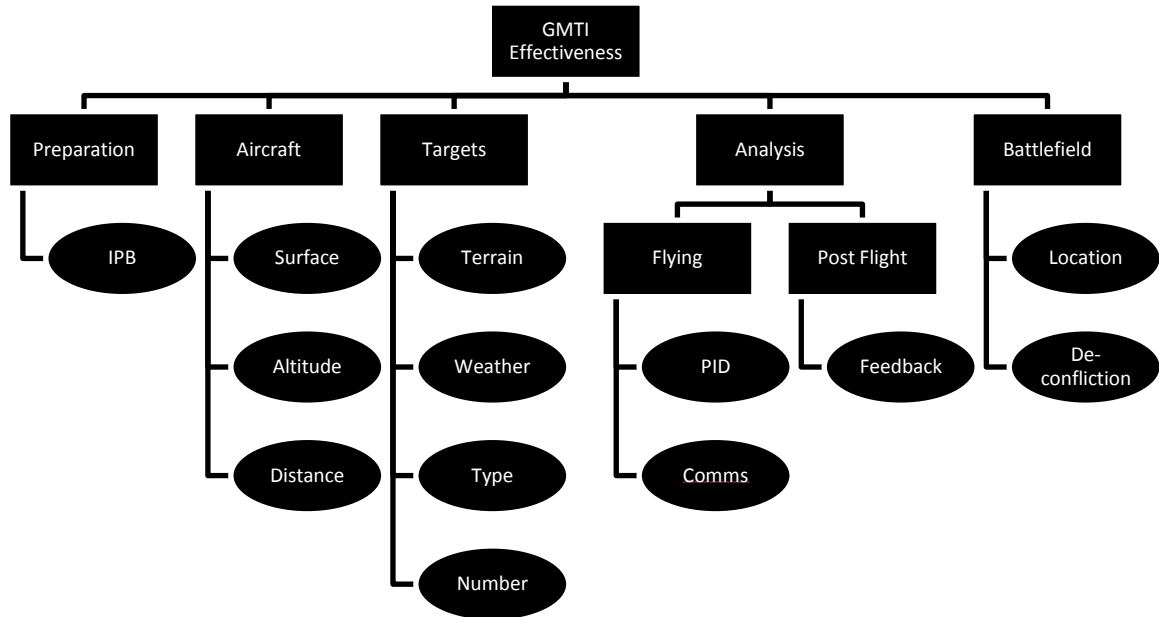 GMTI
Effectiveness
Preparation
Aircraft
Targets
Analysis
Battlefield
IPB
Surface
Terrain
Flying
Post Flight
Location
Altitude
Weather
PID
Feedback
De-
confliction
Distance
Type
Comms
Number